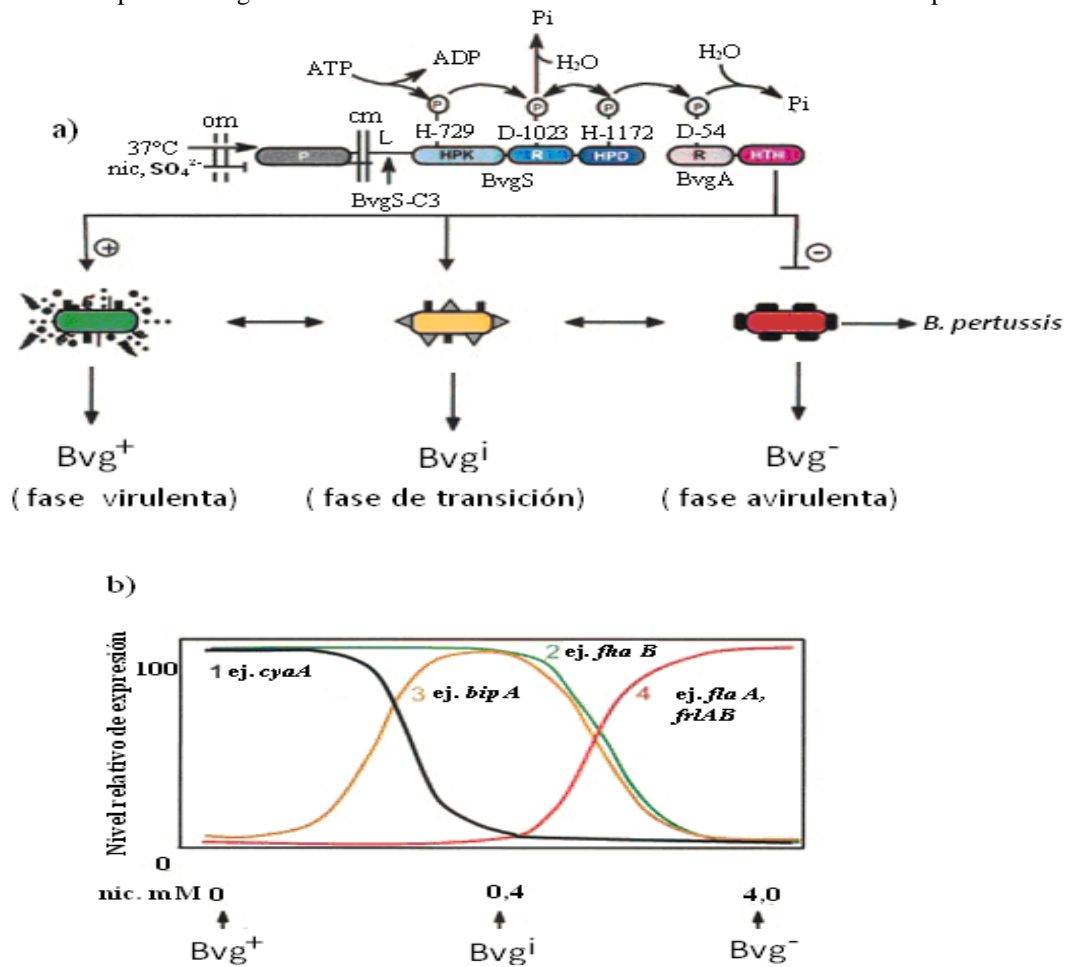 a)
om
cm
Pi
H₂O
H₂O
ATP
ADP
Pi
P
P
P
P
L
H-729
D-1023
H-1172
D-54
37°C
nic, SO₄²⁻
P
HPK
R
HPD
R
HTH
BvgS
BvgA
BvgS-C3
+
−
B. pertussis
Bvg⁺
Bvgⁱ
Bvg⁻
( fase virulenta)
( fase de transición)
( fase avirulenta)
b)
Nivel relativo de expresión
100
0
1 ej. cyaA
2 ej. fha B
3 ej. bip A
4 ej. fla A,
frlAB
nic. mM 0
0,4
4,0
Bvg⁺
Bvgⁱ
Bvg⁻